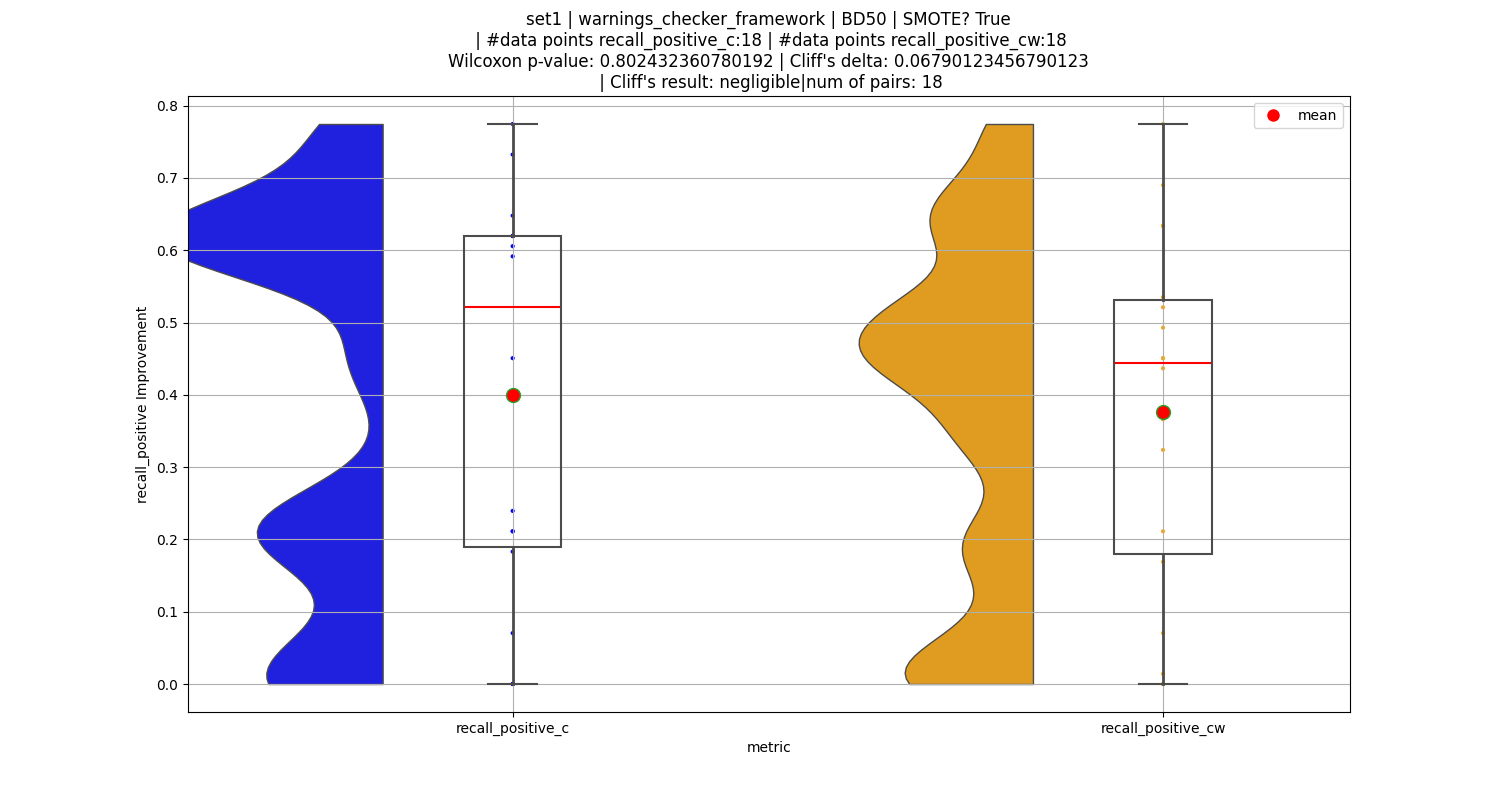 set1 | warnings_checker_framework | BD50 | SMOTE? True
| #data points recall_positive_c:18 | #data points recall_positive_cw:18
Wilcoxon p-value: 0.802432360780192 | Cliff's delta: 0.06790123456790123
| Cliff's result: negligible|num of pairs: 18
mean
0.8
0.7
0.6
0.5
0.4
0.3
0.2
0.1
0.0
recall_positive Improvement
recall_positive_c
recall_positive_cw
metric